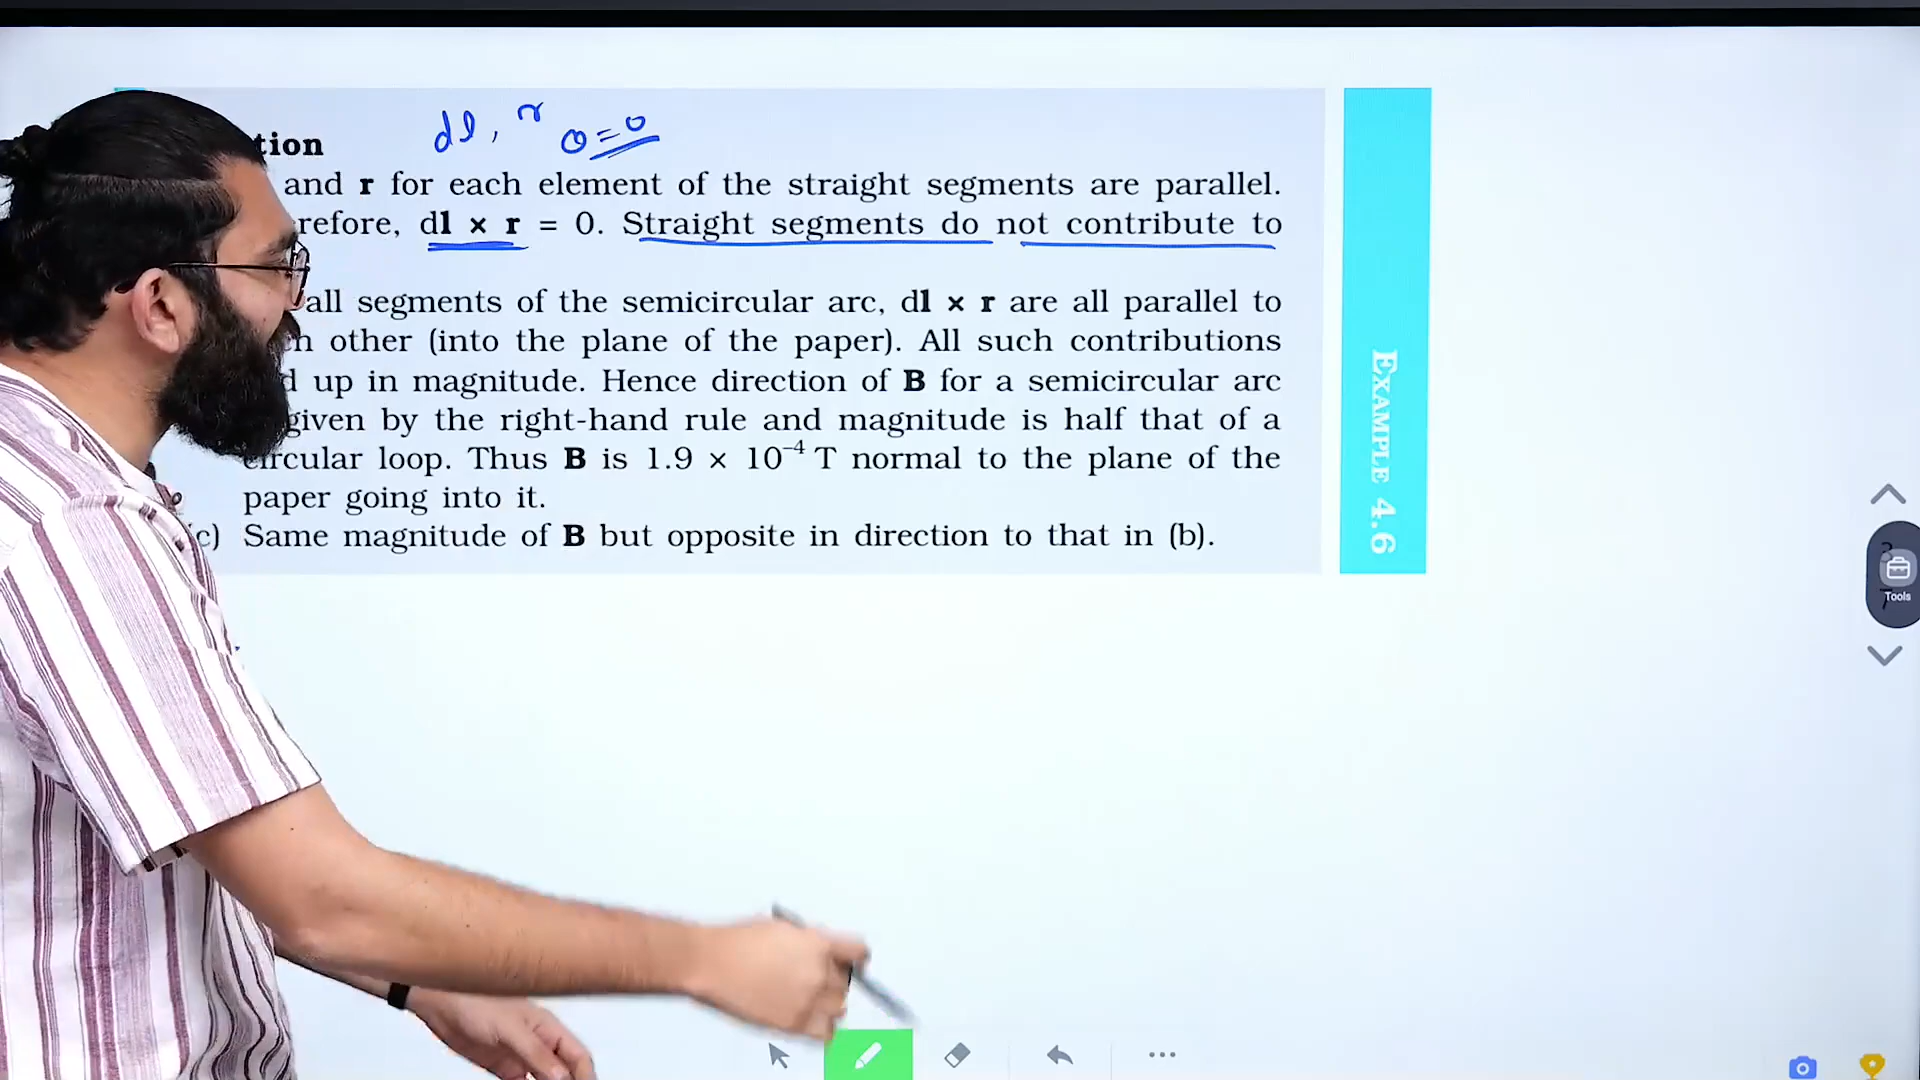 dl, r θ=0
tion
and r for each element of the straight segments are parallel.
refore, dl × r = 0. Straight segments do not contribute to
all segments of the semicircular arc, dl × r are all parallel to
h other (into the plane of the paper). All such contributions
d up in magnitude. Hence direction of B for a semicircular arc
given by the right-hand rule and magnitude is half that of a
circular loop. Thus B is 1.9 × 10⁻⁴ T normal to the plane of the
paper going into it.
(c) Same magnitude of B but opposite in direction to that in (b).
EXAMPLE 4.6
Tools